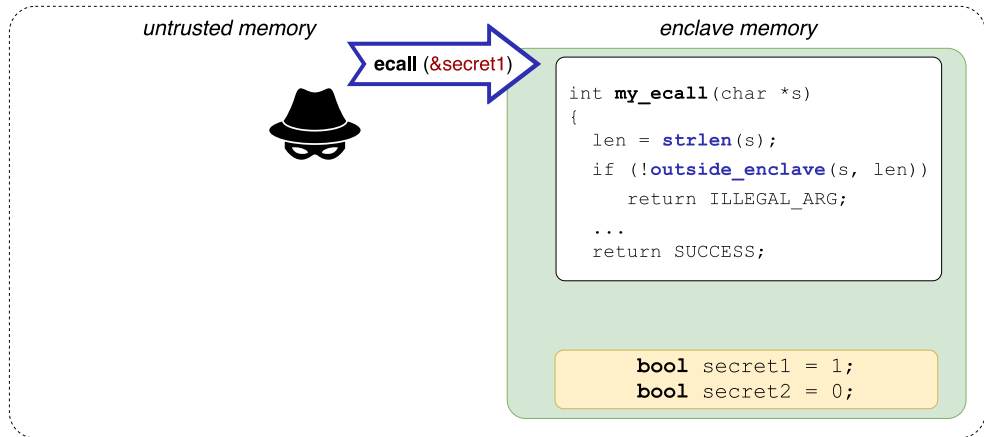 untrusted memory
enclave memory
ecall (&secret1)
int my_ecall(char *s)
{
len = strlen(s);
if (!outside_enclave(s, len))
return ILLEGAL_ARG;
...
return SUCCESS;
bool secret1 = 1;
bool secret2 = 0;